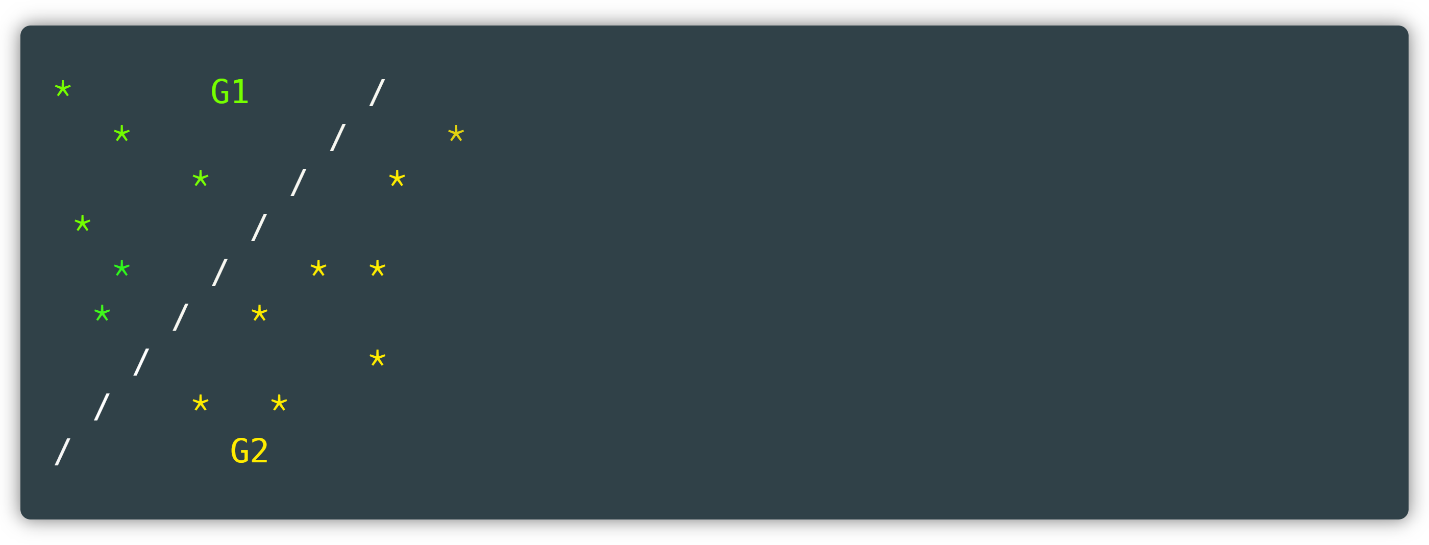 *       G1      /
   *          /     *
       *    /    *
 *        /
   *    /    *  *
  *   /   *
    /           *
  /    *   *
/        G2